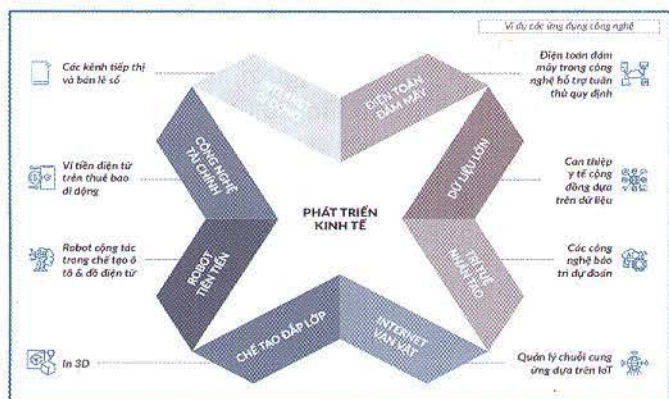 Ví dụ các ứng dụng công nghệ
Các kênh tiếp thị
và bán lẻ số
INTERNET
DI ĐỘNG
ĐIỆN TOÁN
ĐÁM MÂY
Điện toán đám
mây trong công
nghệ hỗ trợ tuân
thủ quy định
Ví tiền điện tử
trên thuê bao
di động
CÔNG NGHỆ
TÀI CHÍNH
DỮ LIỆU LỚN
Can thiệp
y tế cộng
đồng dựa
trên dữ liệu
PHÁT TRIỂN
KINH TẾ
Robot cộng tác
trong chế tạo ô
tô & đồ điện tử
ROBOT
TIÊN TIẾN
TRÍ TUỆ
NHÂN TẠO
Các công
nghệ bảo
trì dự đoán
In 3D
CHẾ TẠO ĐẮP LỚP
INTERNET
VẠN VẬT
Quản lý chuỗi cung
ứng dựa trên IoT